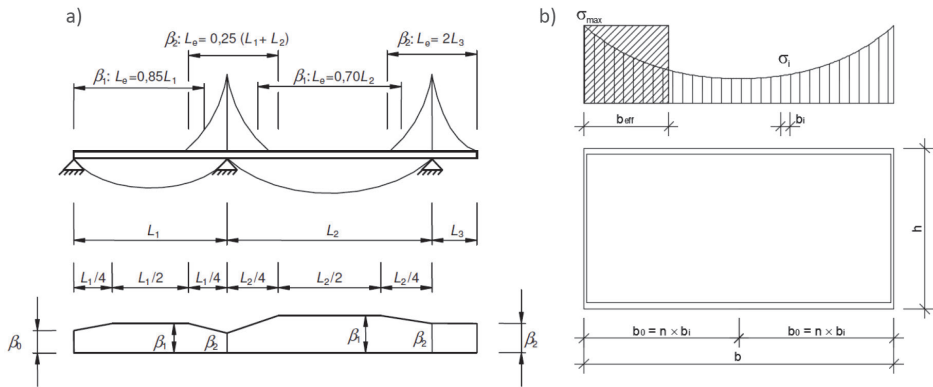 a)
β₂: Lₑ= 0,25 (L₁+ L₂)
β₂: Lₑ= 2L₃
β₁: Lₑ=0,85L₁
β₁: Lₑ=0,70L₂
L₁
L₂
L₃
L₁/4
L₁/2
L₁/4
L₂/4
L₂/2
L₂/4
β₀
β₁
β₂
β₁
β₂
β₂
b)
σmax
σi
beff
bi
h
b₀ = n × bi
b₀ = n × bi
b